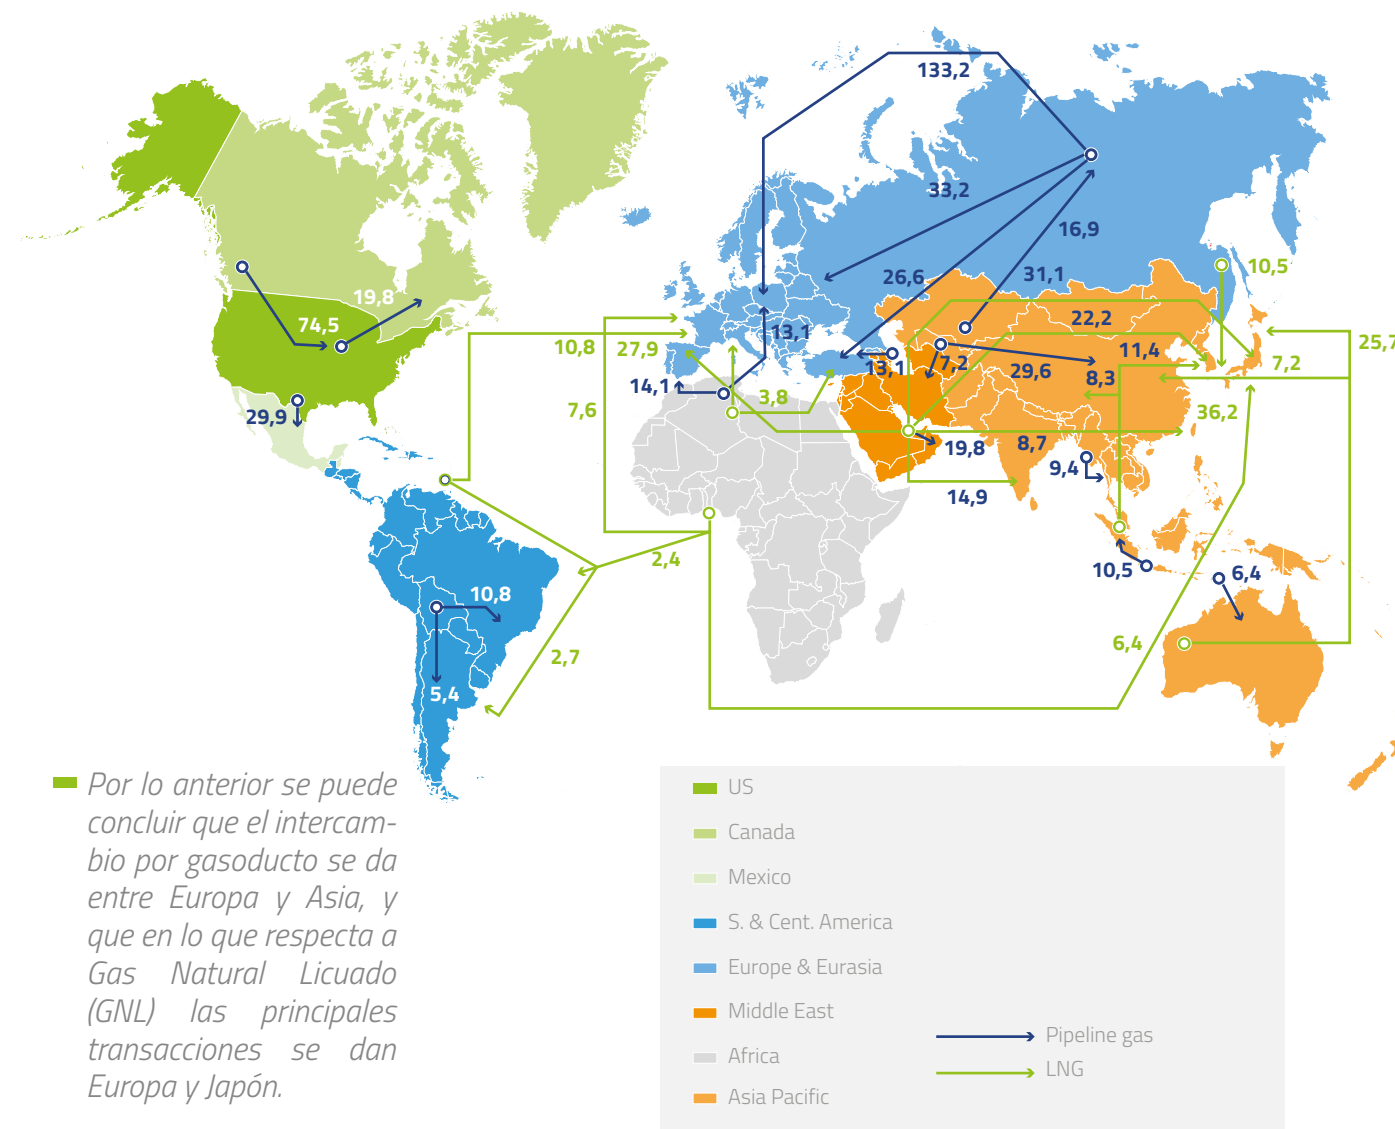 133,2
33,2
16,9
10,5
26,6
31,1
19,8
22,2
74,5
13,1
10,8
27,9
11,4
25,7
13,1
7,2
29,6
8,3
7,2
14,1
3,8
7,6
36,2
29,9
19,8
8,7
9,4
14,9
2,4
10,5
6,4
10,8
6,4
2,7
5,4
Por lo anterior se puede
concluir que el intercam-
bio por gasoducto se da
entre Europa y Asia, y
que en lo que respecta a
Gas Natural Licuado
(GNL) las principales
transacciones se dan
Europa y Japón.
US
Canada
Mexico
S. & Cent. America
Europe & Eurasia
Middle East
Africa
Asia Pacific
Pipeline gas
LNG